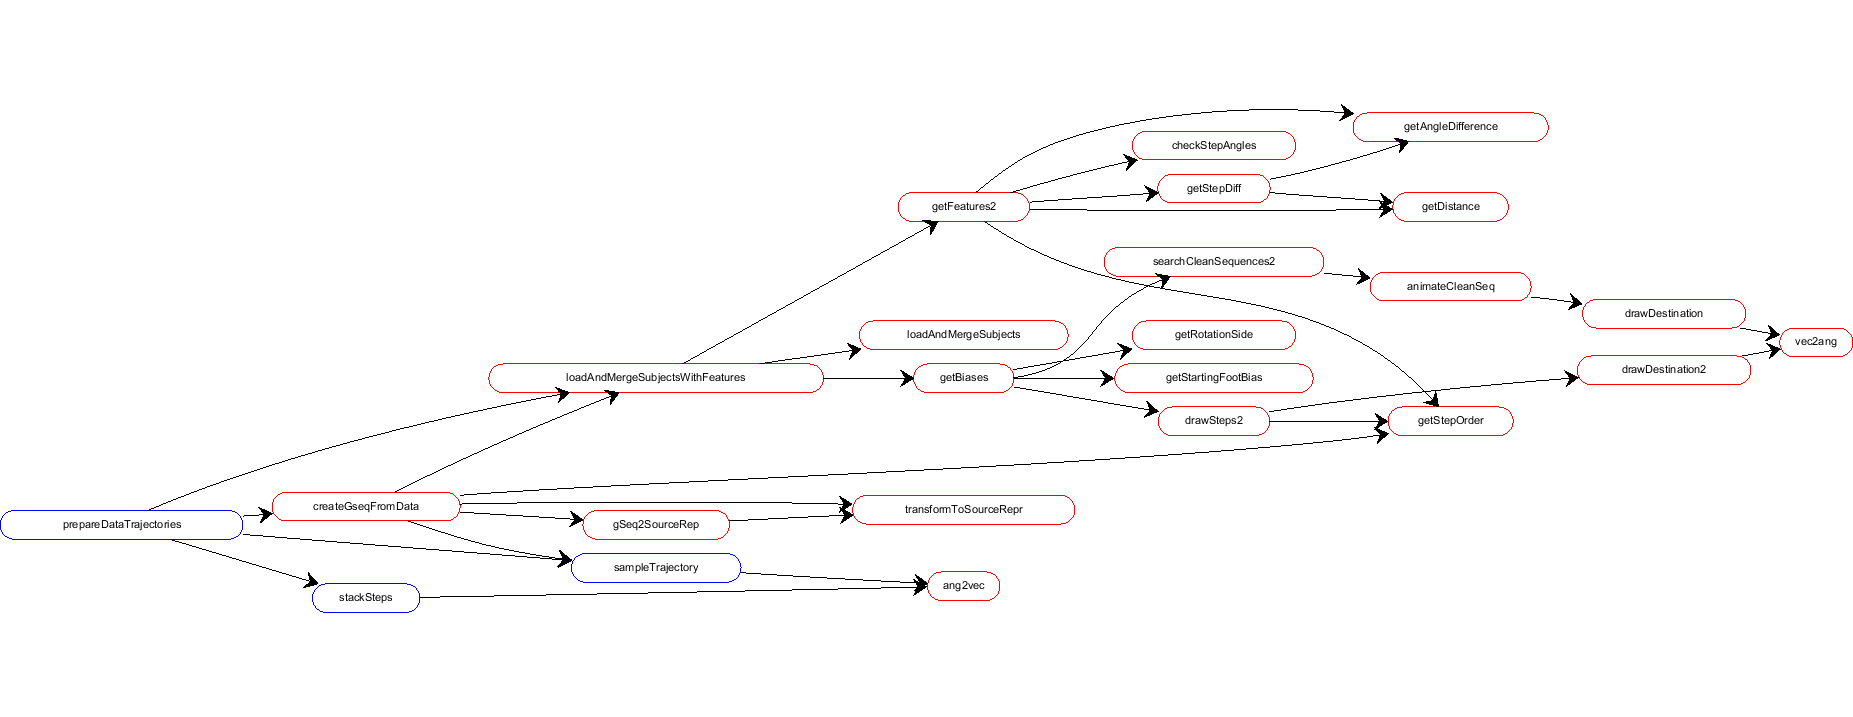 getAngleDifference
checkStepAngles
getStepDiff
getFeatures2
getDistance
searchCleanSequences2
animateCleanSeq
drawDestination
loadAndMergeSubjects
getRotationSide
vec2ang
loadAndMergeSubjectsWithFeatures
getBiases
getStartingFootBias
drawDestination2
drawSteps2
getStepOrder
createGseqFromData
transformToSourceRepr
prepareDataTrajectories
gSeq2SourceRep
sampleTrajectory
ang2vec
stackSteps